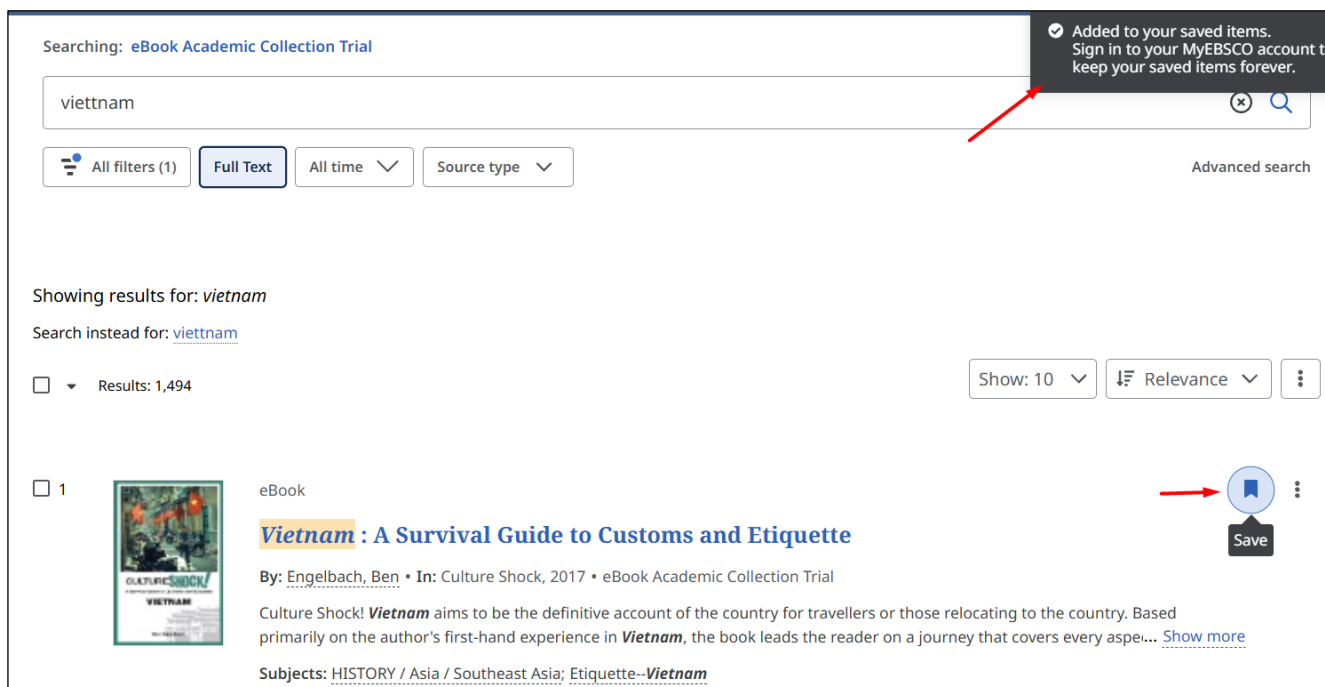 Searching: eBook Academic Collection Trial
Added to your saved items.
Sign in to your MyEBSCO account t
keep your saved items forever.
viettnam
All filters (1)
Full Text
All time
Source type
Advanced search
Showing results for: vietnam
Search instead for: viettnam
Results: 1,494
Show: 10
Relevance
1
eBook
Save
Vietnam : A Survival Guide to Customs and Etiquette
By: Engelbach, Ben • In: Culture Shock, 2017 • eBook Academic Collection Trial
Culture Shock! Vietnam aims to be the definitive account of the country for travellers or those relocating to the country. Based
primarily on the author's first-hand experience in Vietnam, the book leads the reader on a journey that covers every aspe... Show more
Subjects: HISTORY / Asia / Southeast Asia; Etiquette--Vietnam
CULTURESHOCK!
VIETNAM